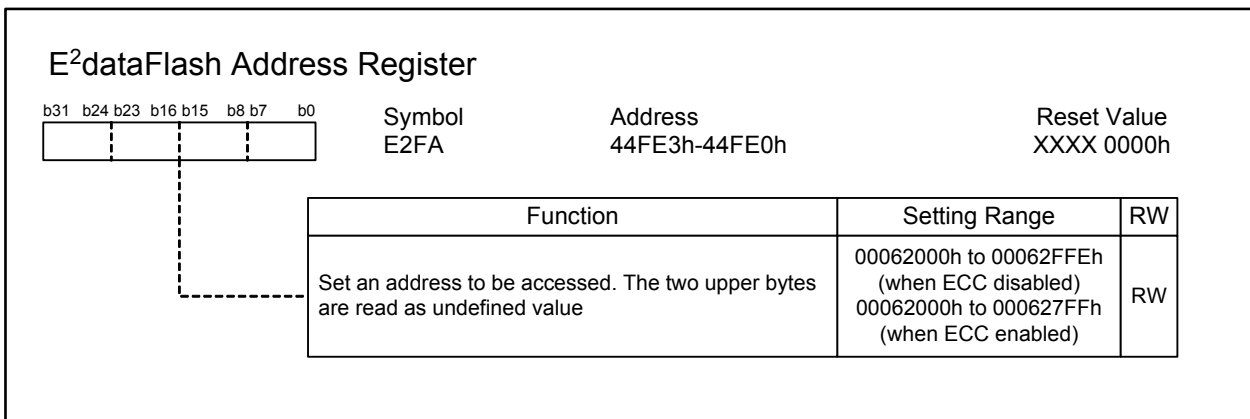 E²dataFlash Address Register
b31 b24 b23 b16 b15 b8 b7 b0
Symbol Address Reset Value
E2FA 44FE3h-44FE0h XXXX 0000h
Function Setting Range RW
Set an address to be accessed. The two upper bytes
are read as undefined value
00062000h to 00062FFEh
(when ECC disabled)
00062000h to 000627FFh
(when ECC enabled)
RW